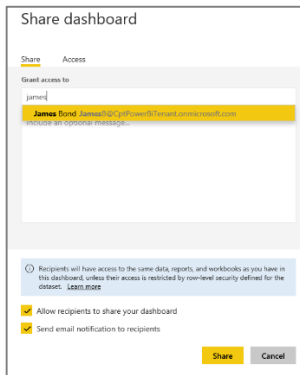 Share dashboard
Share Access
Grant access to
james
James Bond JamesB@CptPowerBiTenant.onmicrosoft.com
Include an optional message...
Recipients will have access to the same data, reports, and workbooks as you have in
this dashboard, unless their access is restricted by row-level security defined for the
dataset. Learn more
Allow recipients to share your dashboard
Send email notification to recipients
Share Cancel